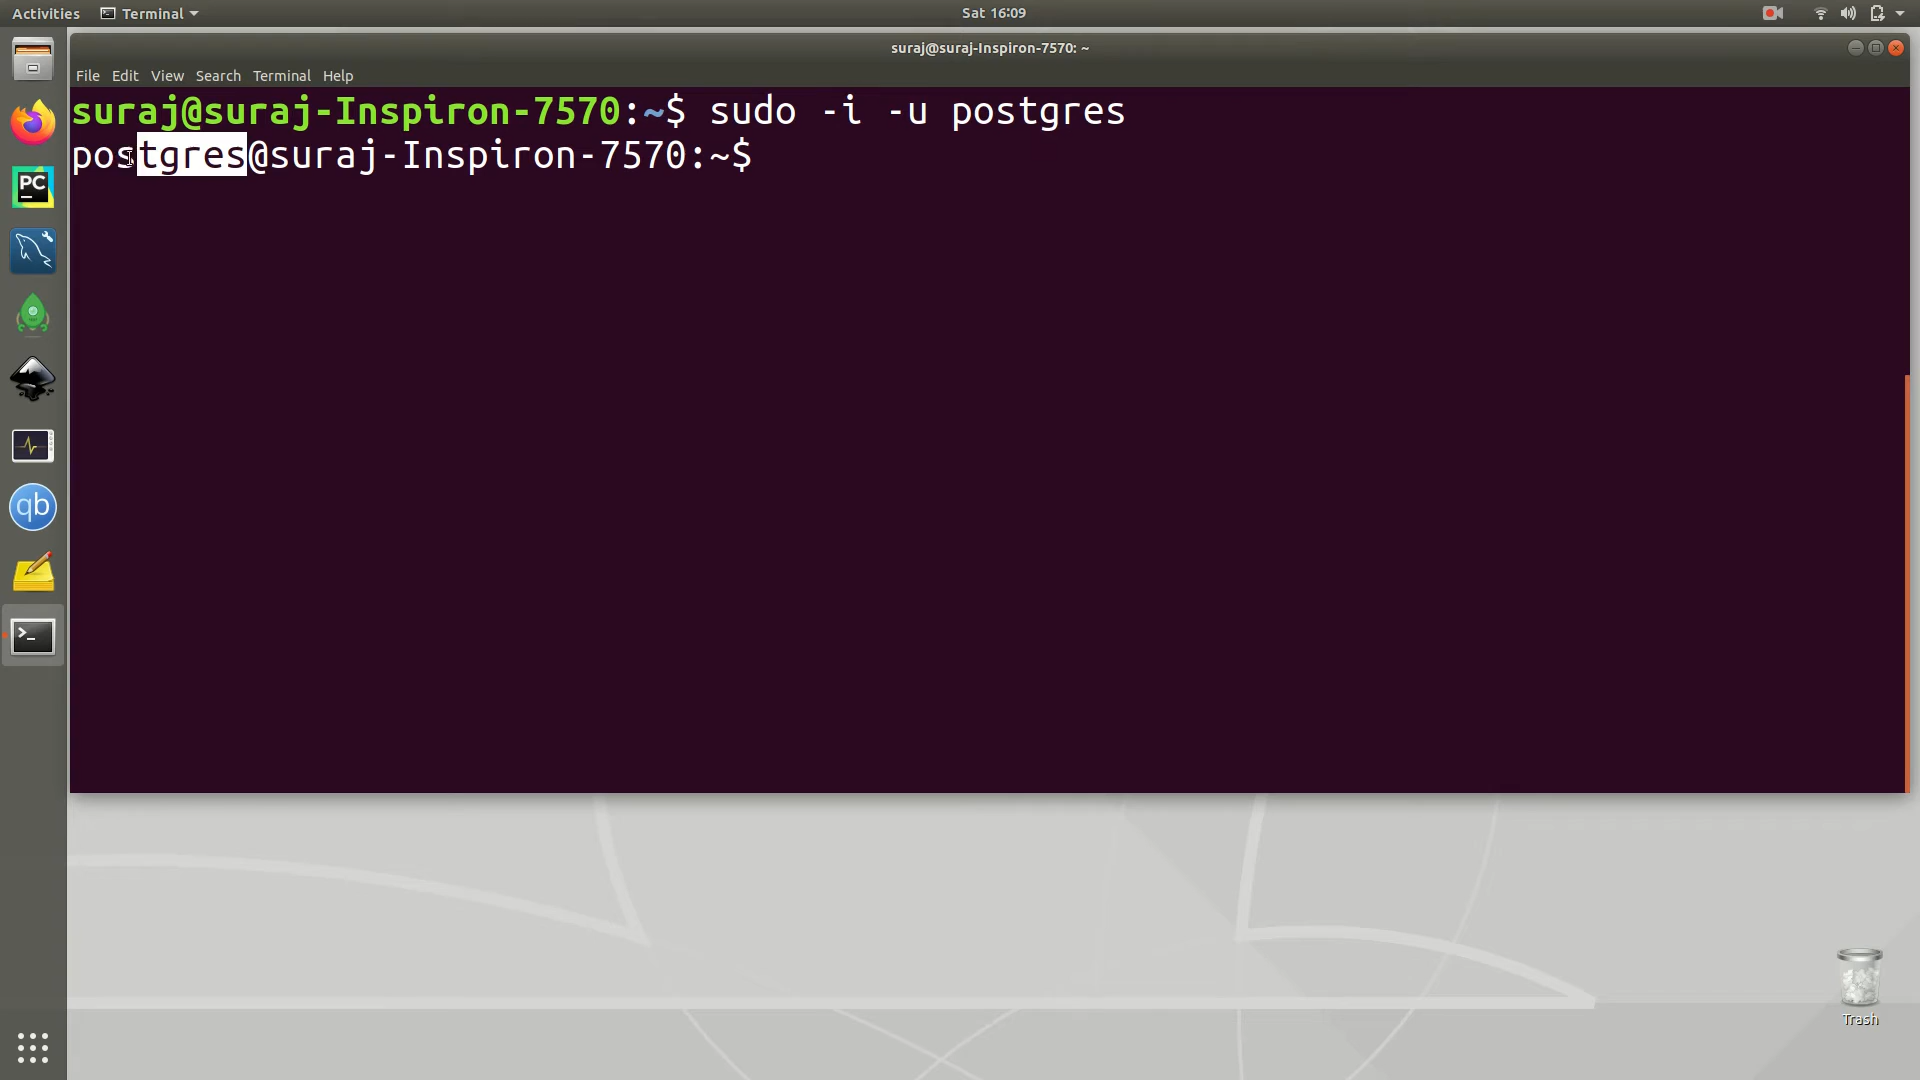 Activities Terminal Sat 16:09
suraj@suraj-Inspiron-7570: ~
File Edit View Search Terminal Help
suraj@suraj-Inspiron-7570:~$ sudo -i -u postgres
postgres@suraj-Inspiron-7570:~$
PC
qb
>_
Trash